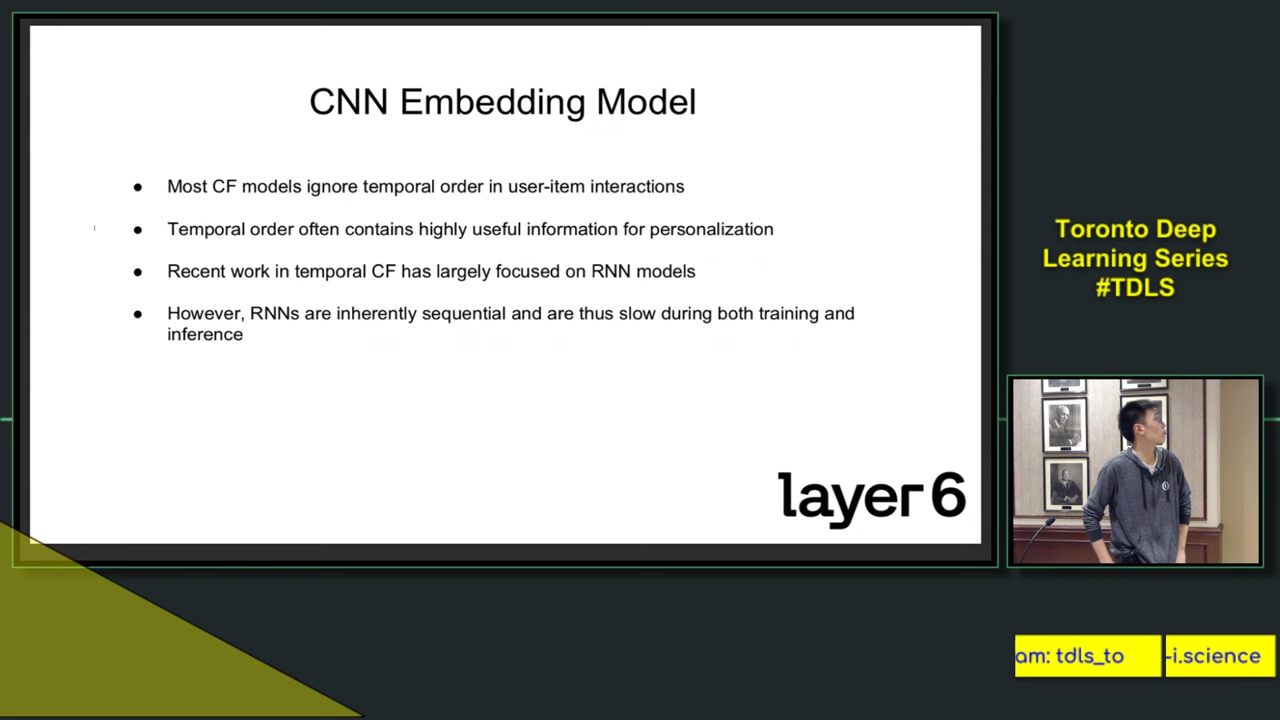 CNN Embedding Model
● Most CF models ignore temporal order in user-item interactions
● Temporal order often contains highly useful information for personalization
● Recent work in temporal CF has largely focused on RNN models
● However, RNNs are inherently sequential and are thus slow during both training and
inference
layer 6
Toronto Deep
Learning Series
#TDLS
am: tdls_to
-i.science